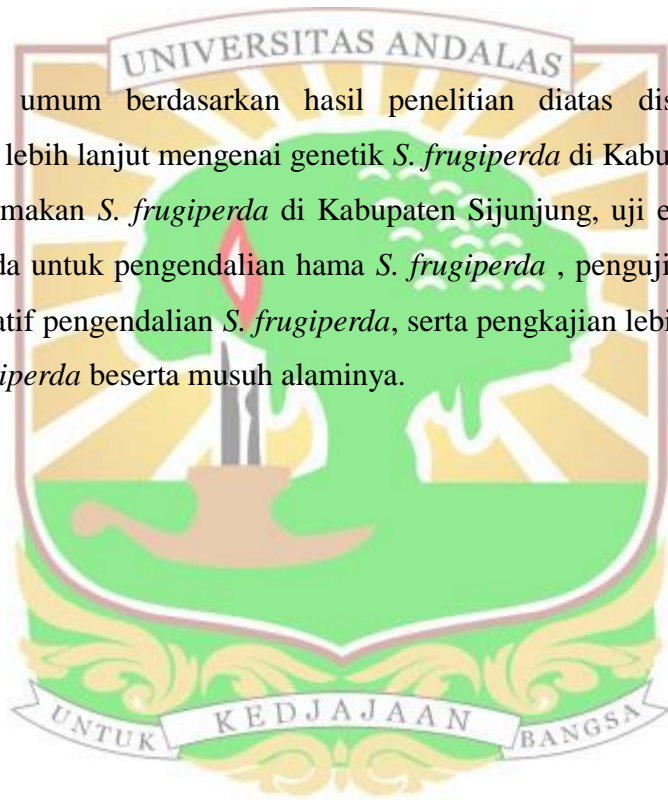 UNIVERSITAS ANDALAS
umum berdasarkan hasil penelitian diatas dis
lebih lanjut mengenai genetik S. frugiperda di Kabu
makan S. frugiperda di Kabupaten Sijunjung, uji e
da untuk pengendalian hama S. frugiperda , penguji
atif pengendalian S. frugiperda, serta pengkajian lebi
iperda beserta musuh alaminya.
UNTUK KEDJAJAAN BANGSA